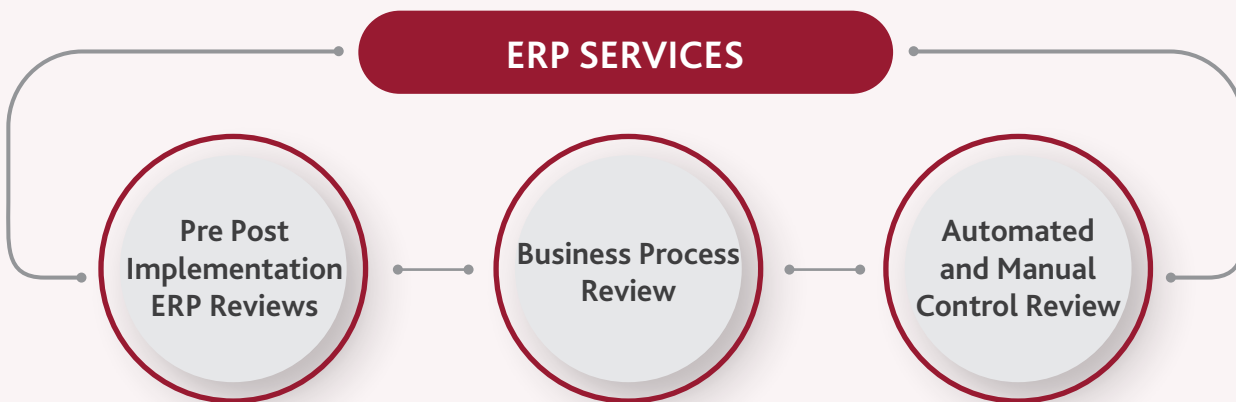 ERP SERVICES
Pre Post
Implementation
ERP Reviews
Business Process
Review
Automated
and Manual
Control Review